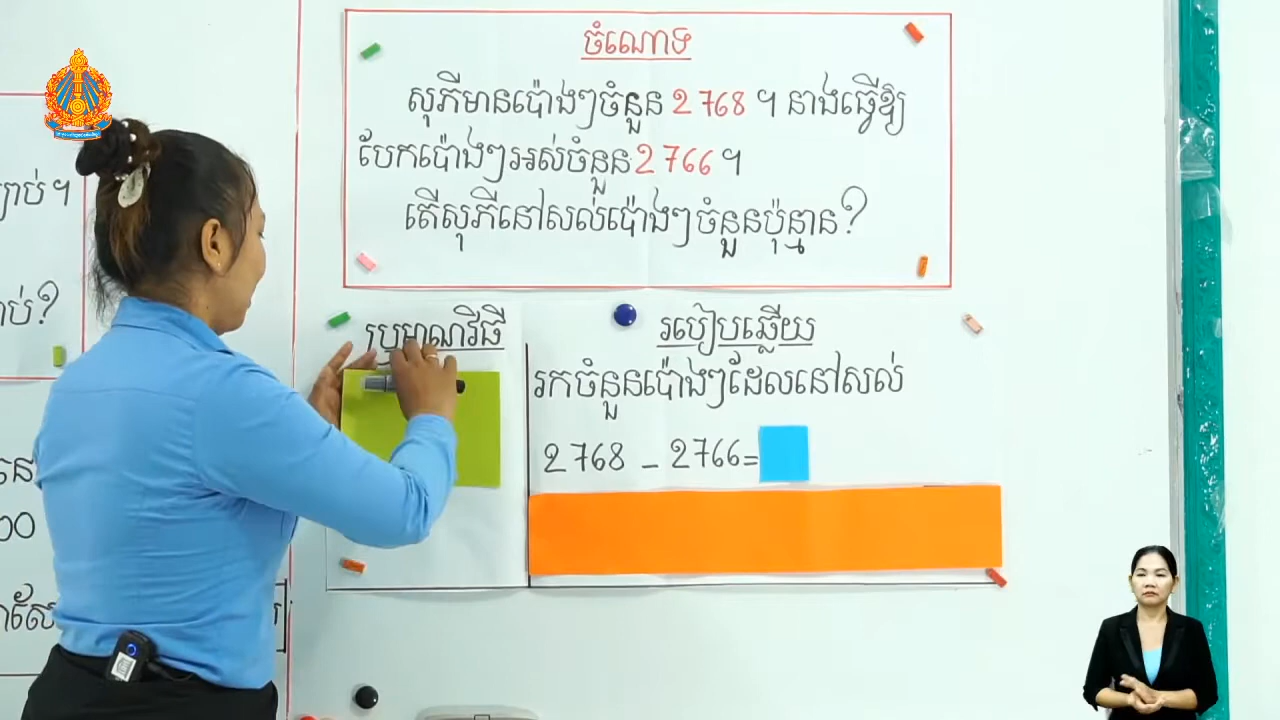 ចំណោទ
សុភីមានប៉ោងៗចំនួន 2 768 ។ នាងធ្វើឱ្យ
បែកប៉ោងៗអស់ចំនួន 2 766 ។
តើសុភីនៅសល់ប៉ោងៗចំនួនប៉ុន្មាន?
ប្រមាណវិធី
របៀបឆ្លើយ
រកចំនួនប៉ោងៗដែលនៅសល់
2 768 - 2766=